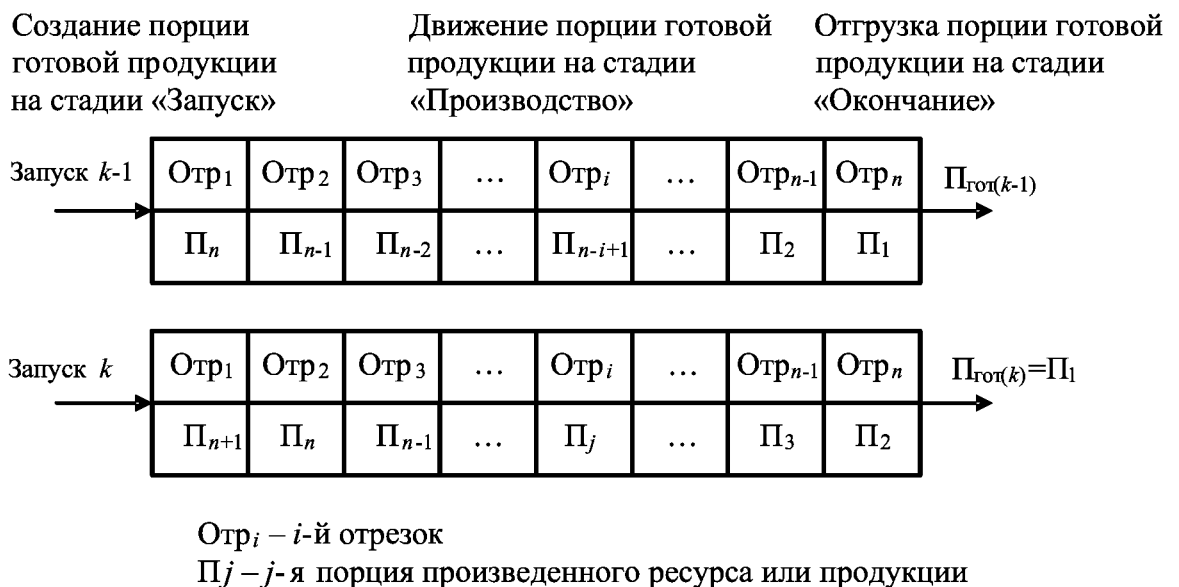 Создание порции
готовой продукции
на стадии «Запуск»
Движение порции готовой
продукции на стадии
«Производство»
Отгрузка порции готовой
продукции на стадии
«Окончание»
Запуск k-1
Отр1 Отр2 Отр3 … Отрi … Отрn-1 Отрn
Пгот(k-1)
Пn Пn-1 Пn-2 … Пn-i+1 … П2 П1
Запуск k
Отр1 Отр2 Отр3 … Отрi … Отрn-1 Отрn
Пгот(k)=П1
Пn+1 Пn Пn-1 … Пj … П3 П2
Отрi – i-й отрезок
Пj – j- я порция произведенного ресурса или продукции